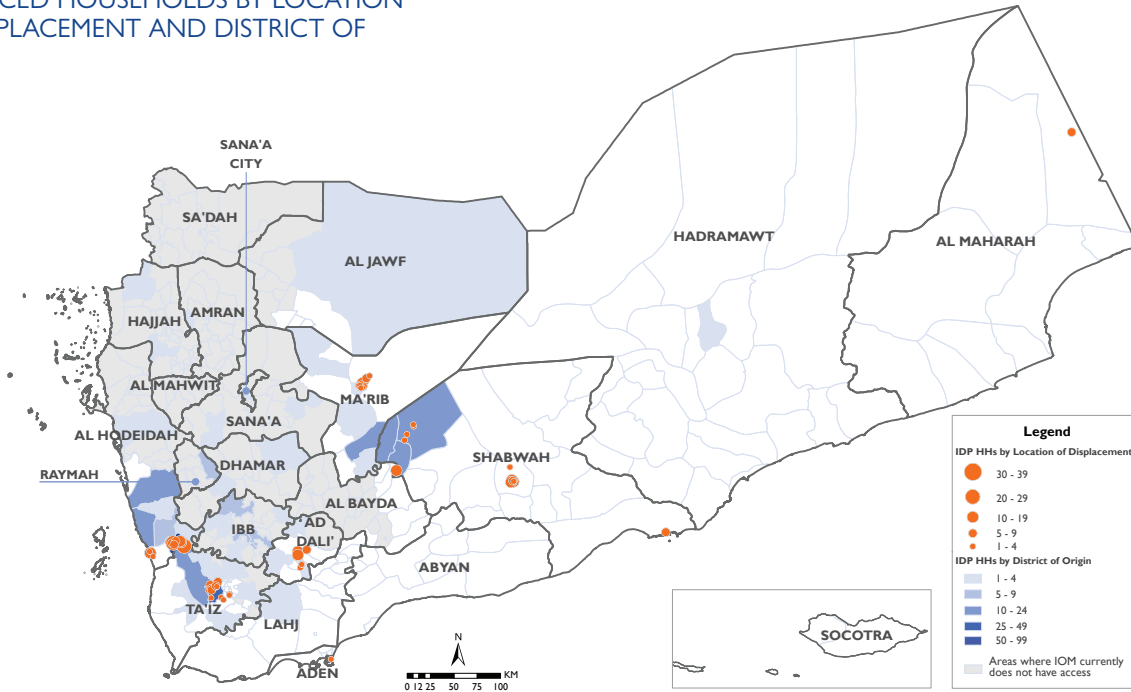 CED HOUSEHOLDS BY LOCATION
PLACEMENT AND DISTRICT OF
SANA'A
CITY
SA'DAH
AL JAWF
HADRAMAWT
AL MAHARAH
HAJJAH
AMRAN
AL MAHWIT
MA'RIB
SANA'A
AL HODEIDAH
SHABWAH
RAYMAH
DHAMAR
AL BAYDA
IBB
AD
DALI'
ABYAN
TA'IZ
LAHJ
ADEN
SOCOTRA
N
KM
0 12 25 50 75 100
Legend
IDP HHs by Location of Displacement
30 - 39
20 - 29
10 - 19
5 - 9
1 - 4
IDP HHs by District of Origin
1 - 4
5 - 9
10 - 24
25 - 49
50 - 99
Areas where IOM currently
does not have access